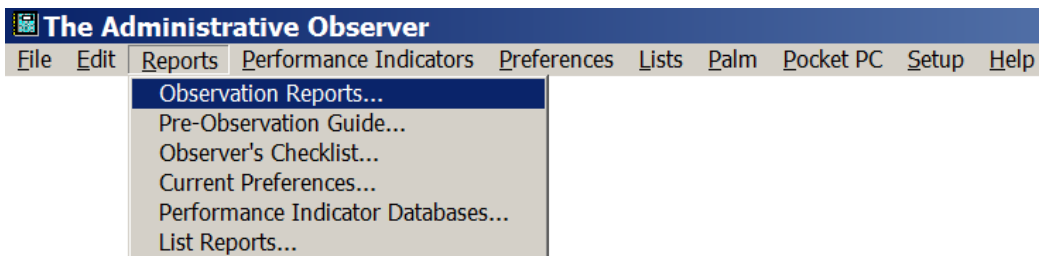 The Administrative Observer
File Edit Reports Performance Indicators Preferences Lists Palm Pocket PC Setup Help
Observation Reports...
Pre-Observation Guide...
Observer's Checklist...
Current Preferences...
Performance Indicator Databases...
List Reports...